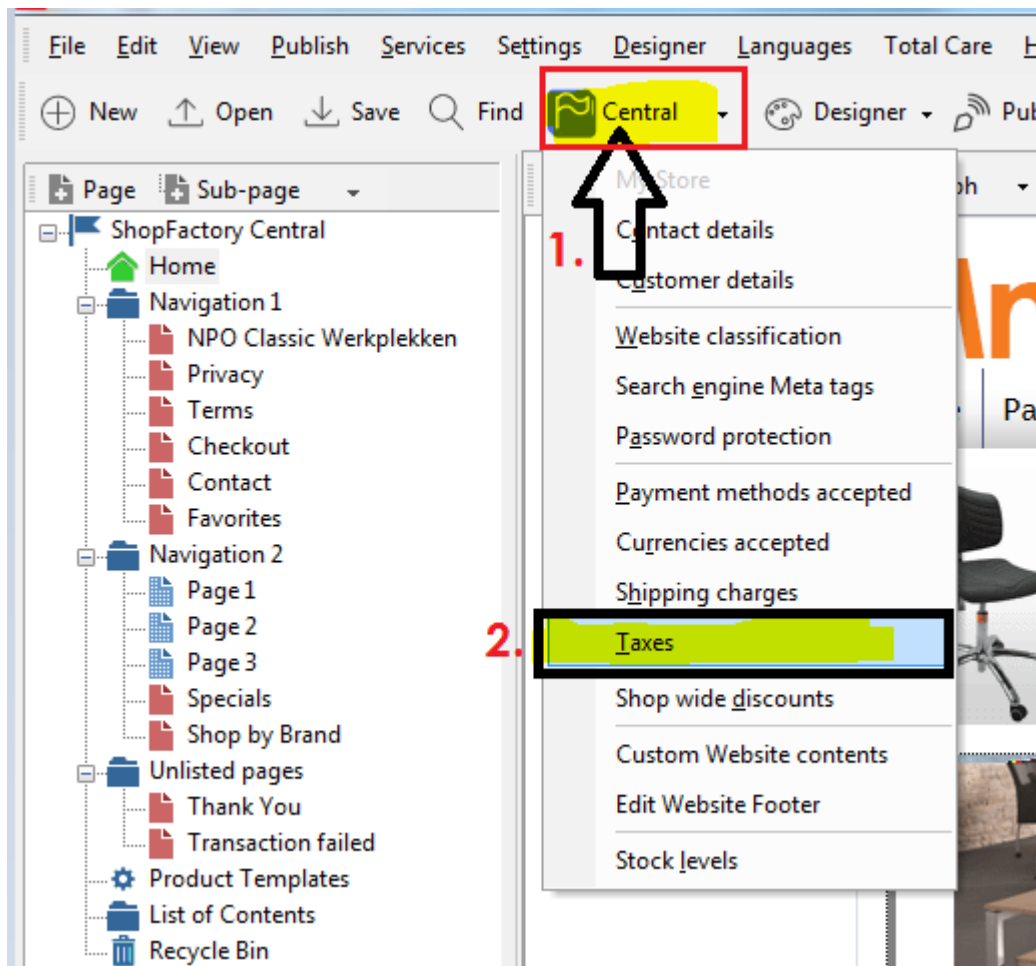 File Edit View Publish Services Settings Designer Languages Total Care H
New Open Save Find Central Designer Pub
Page Sub-page
ShopFactory Central
Home
Navigation 1
NPO Classic Werkplekken
Privacy
Terms
Checkout
Contact
Favorites
Navigation 2
Page 1
Page 2
Page 3
Specials
Shop by Brand
Unlisted pages
Thank You
Transaction failed
Product Templates
List of Contents
Recycle Bin
1.
2.
My Store
Contact details
Customer details
Website classification
Search engine Meta tags
Password protection
Payment methods accepted
Currencies accepted
Shipping charges
Taxes
Shop wide discounts
Custom Website contents
Edit Website Footer
Stock levels
ph
An
Pa